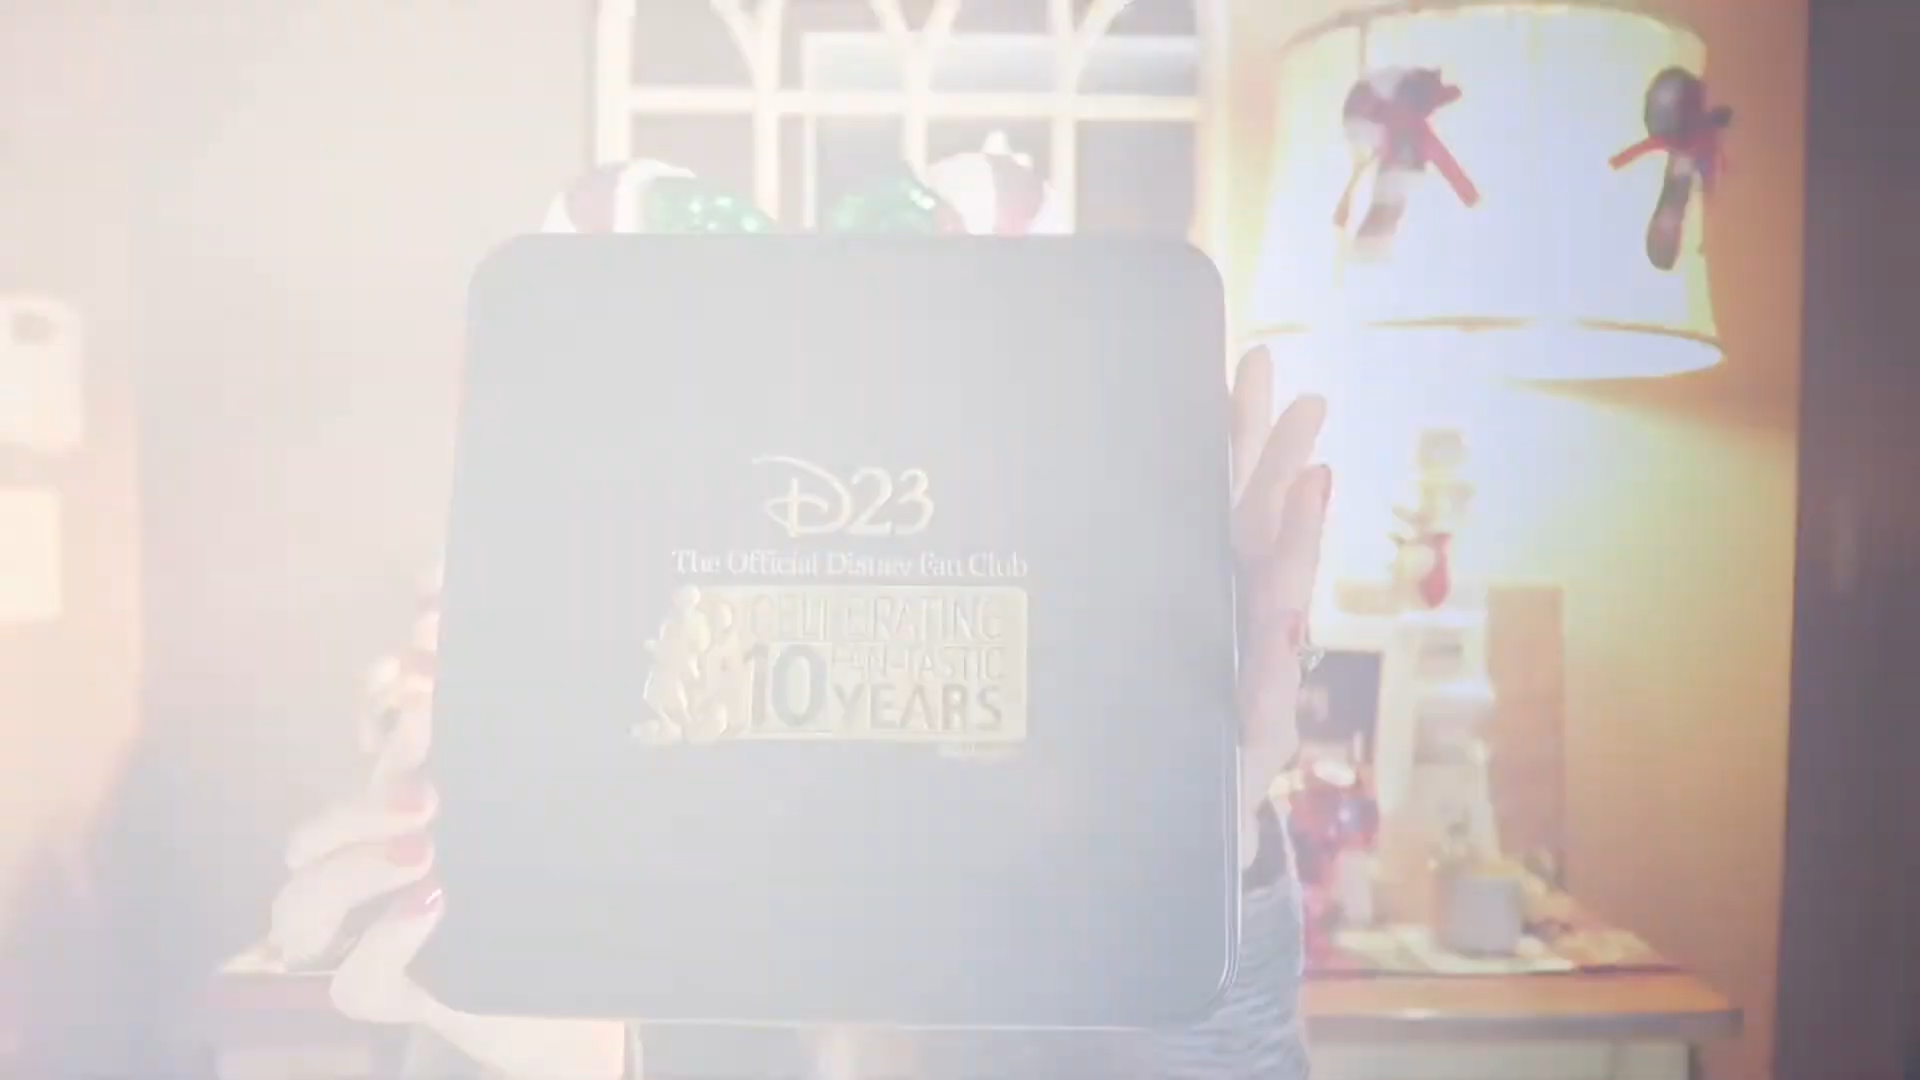 D23
The Official Disney Fan Club
CELEBRATING
10 FAN-TASTIC
YEARS